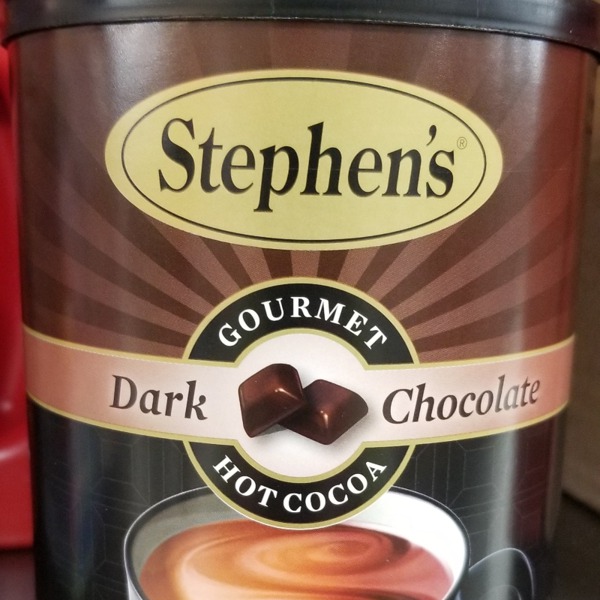 Stephen's®
GOURMET
Dark Chocolate
HOT COCOA